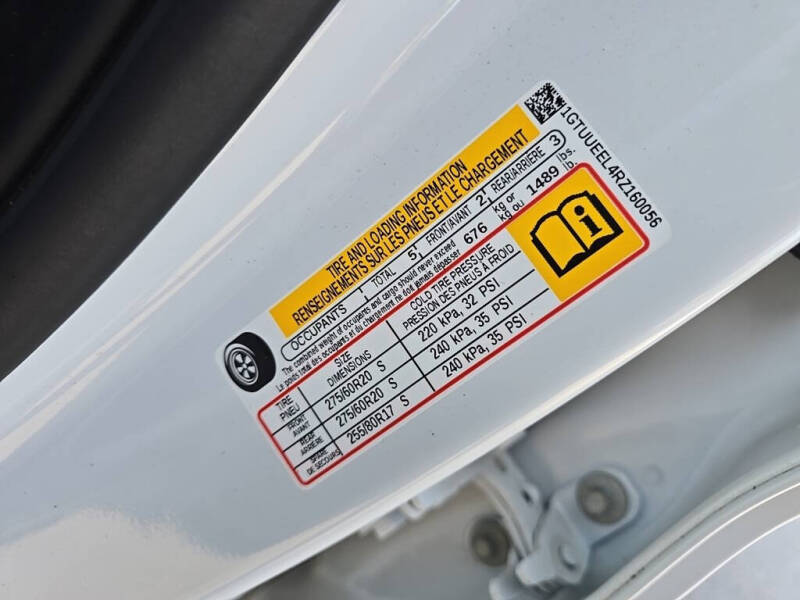 1GTUUEEL4RZ160056
TIRE AND LOADING INFORMATION
RENSEIGNEMENTS SUR LES PNEUS ET LE CHARGEMENT
OCCUPANTS TOTAL 5 FRONT/AVANT 2 REAR/ARRIÈRE 3
The combined weight of occupants and cargo should never exceed 676 kg or 1489 lbs.
Le poids total des occupants et du chargement ne doit jamais dépasser kg ou lb.
TIRE SIZE COLD TIRE PRESSURE
PNEU DIMENSIONS PRESSION DES PNEUS À FROID
FRONT
AVANT 275/60R20 S 220 kPa, 32 PSI
REAR
ARRIÈRE 275/60R20 S 240 kPa, 35 PSI
SPARE
DE SECOURS 255/80R17 S 240 kPa, 35 PSI